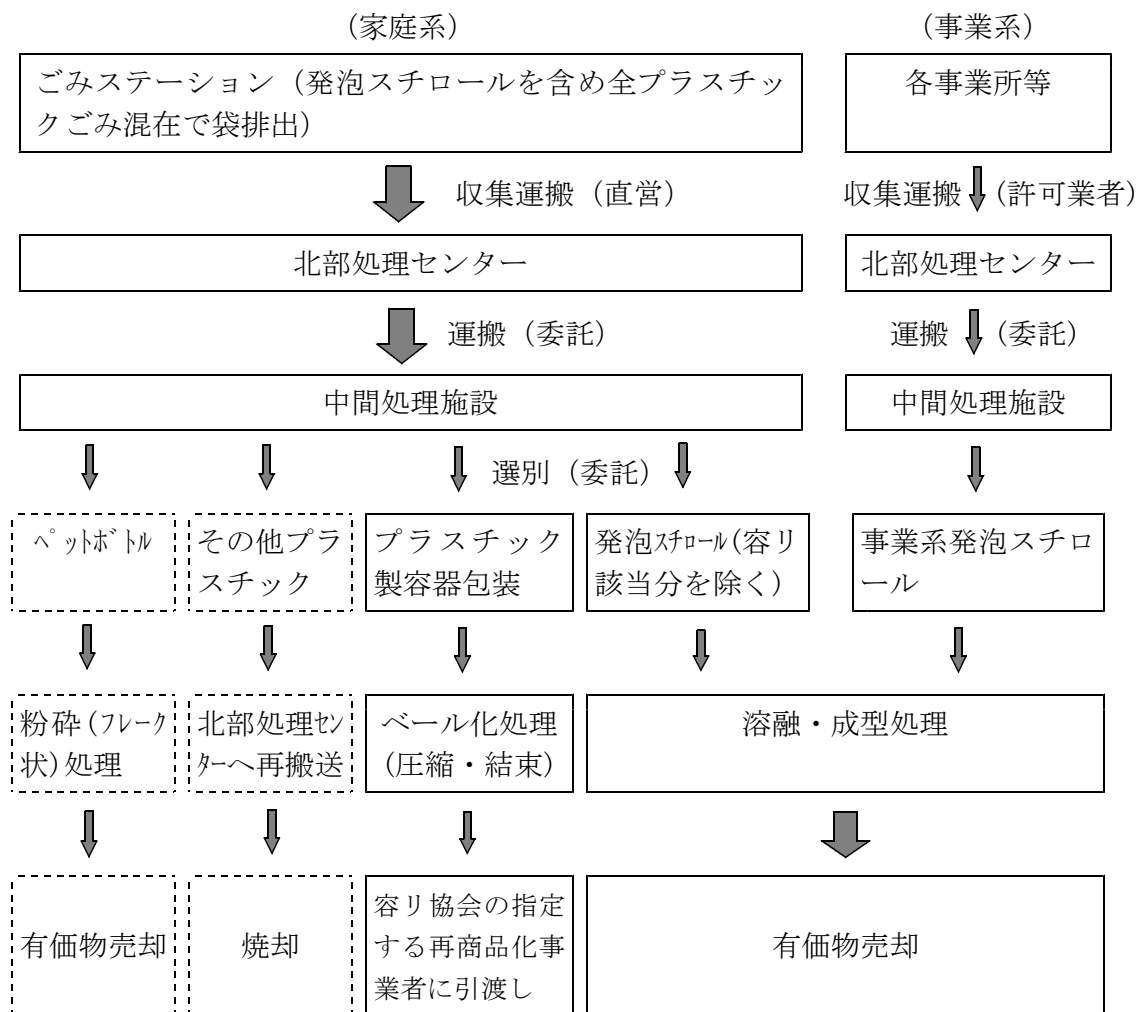 (家庭系)
(事業系)
ごみステーション（発泡スチロールを含め全プラスチッ
クごみ混在で袋排出）
各事業所等
収集運搬（直営）
収集運搬 (許可業者)
北部処理センター
北部処理センター
運搬（委託）
運搬 (委託)
中間処理施設
中間処理施設
選別（委託）
ﾍﾟｯﾄﾎﾞﾄﾙ
その他プラ
スチック
プラスチック
製容器包装
発泡ｽﾁﾛｰﾙ(容リ
該当分を除く)
事業系発泡スチロ
ール
粉砕(ﾌﾚｰｸ
状)処理
北部処理ｾﾝ
ﾀｰへ再搬送
ベール化処理
(圧縮・結束)
溶融・成型処理
有価物売却
焼却
容リ協会の指定
する再商品化事
業者に引渡し
有価物売却